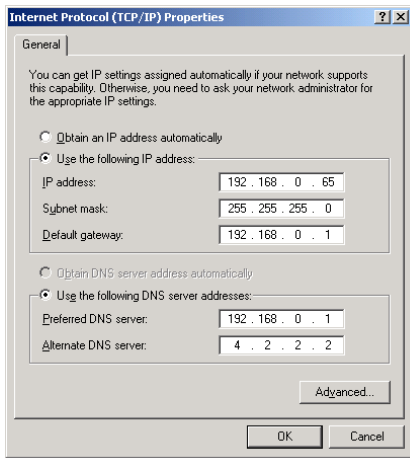 Internet Protocol (TCP/IP) Properties
General
You can get IP settings assigned automatically if your network supports
this capability. Otherwise, you need to ask your network administrator for
the appropriate IP settings.
Obtain an IP address automatically
Use the following IP address:
IP address: 192 . 168 . 0 . 65
Subnet mask: 255 . 255 . 255 . 0
Default gateway: 192 . 168 . 0 . 1
Obtain DNS server address automatically
Use the following DNS server addresses:
Preferred DNS server: 192 . 168 . 0 . 1
Alternate DNS server: 4 . 2 . 2 . 2
Advanced...
OK Cancel